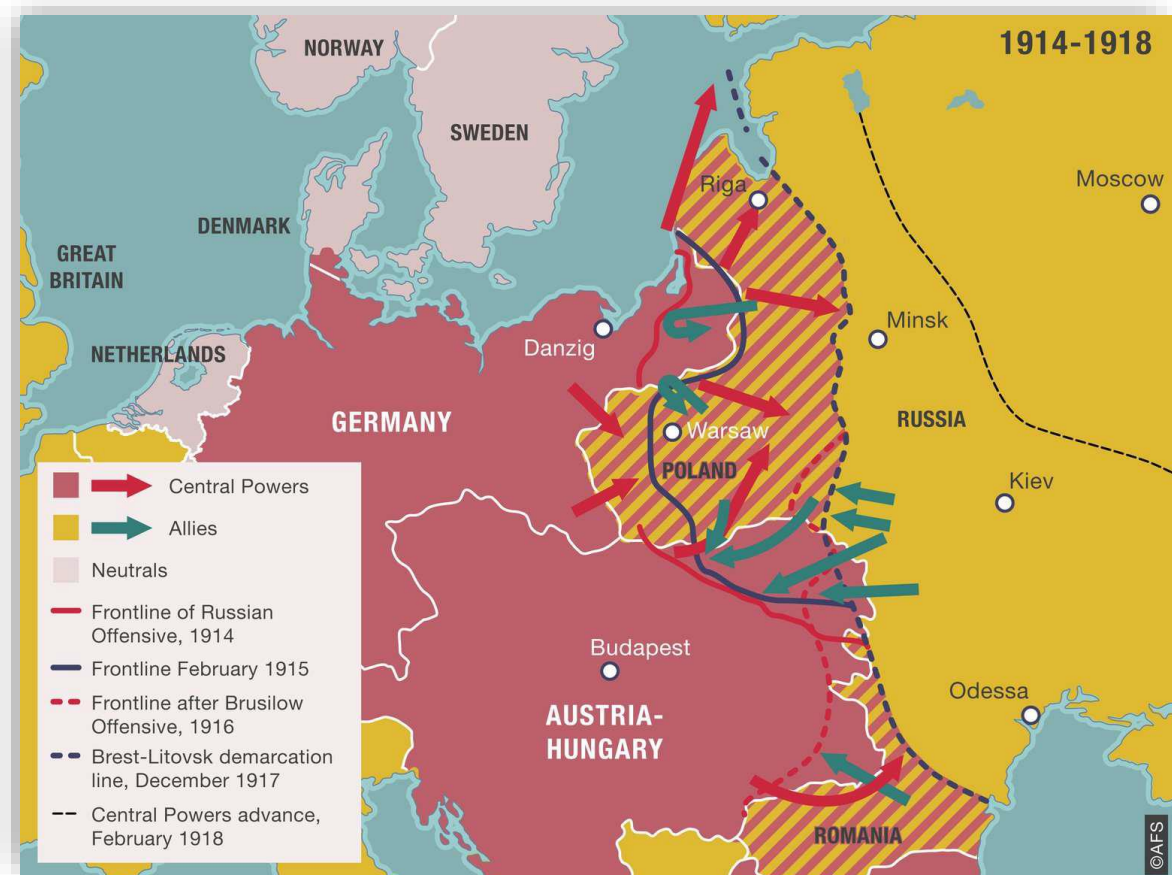 1914-1918
NORWAY
SWEDEN
Moscow
Riga
DENMARK
GREAT
BRITAIN
Minsk
Danzig
NETHERLANDS
GERMANY
RUSSIA
Warsaw
POLAND
Kiev
Central Powers
Allies
Neutrals
Frontline of Russian
Offensive, 1914
Frontline February 1915
Frontline after Brusilow
Offensive, 1916
Brest-Litovsk demarcation
line, December 1917
Central Powers advance,
February 1918
Budapest
Odessa
AUSTRIA-
HUNGARY
ROMANIA
©AFS